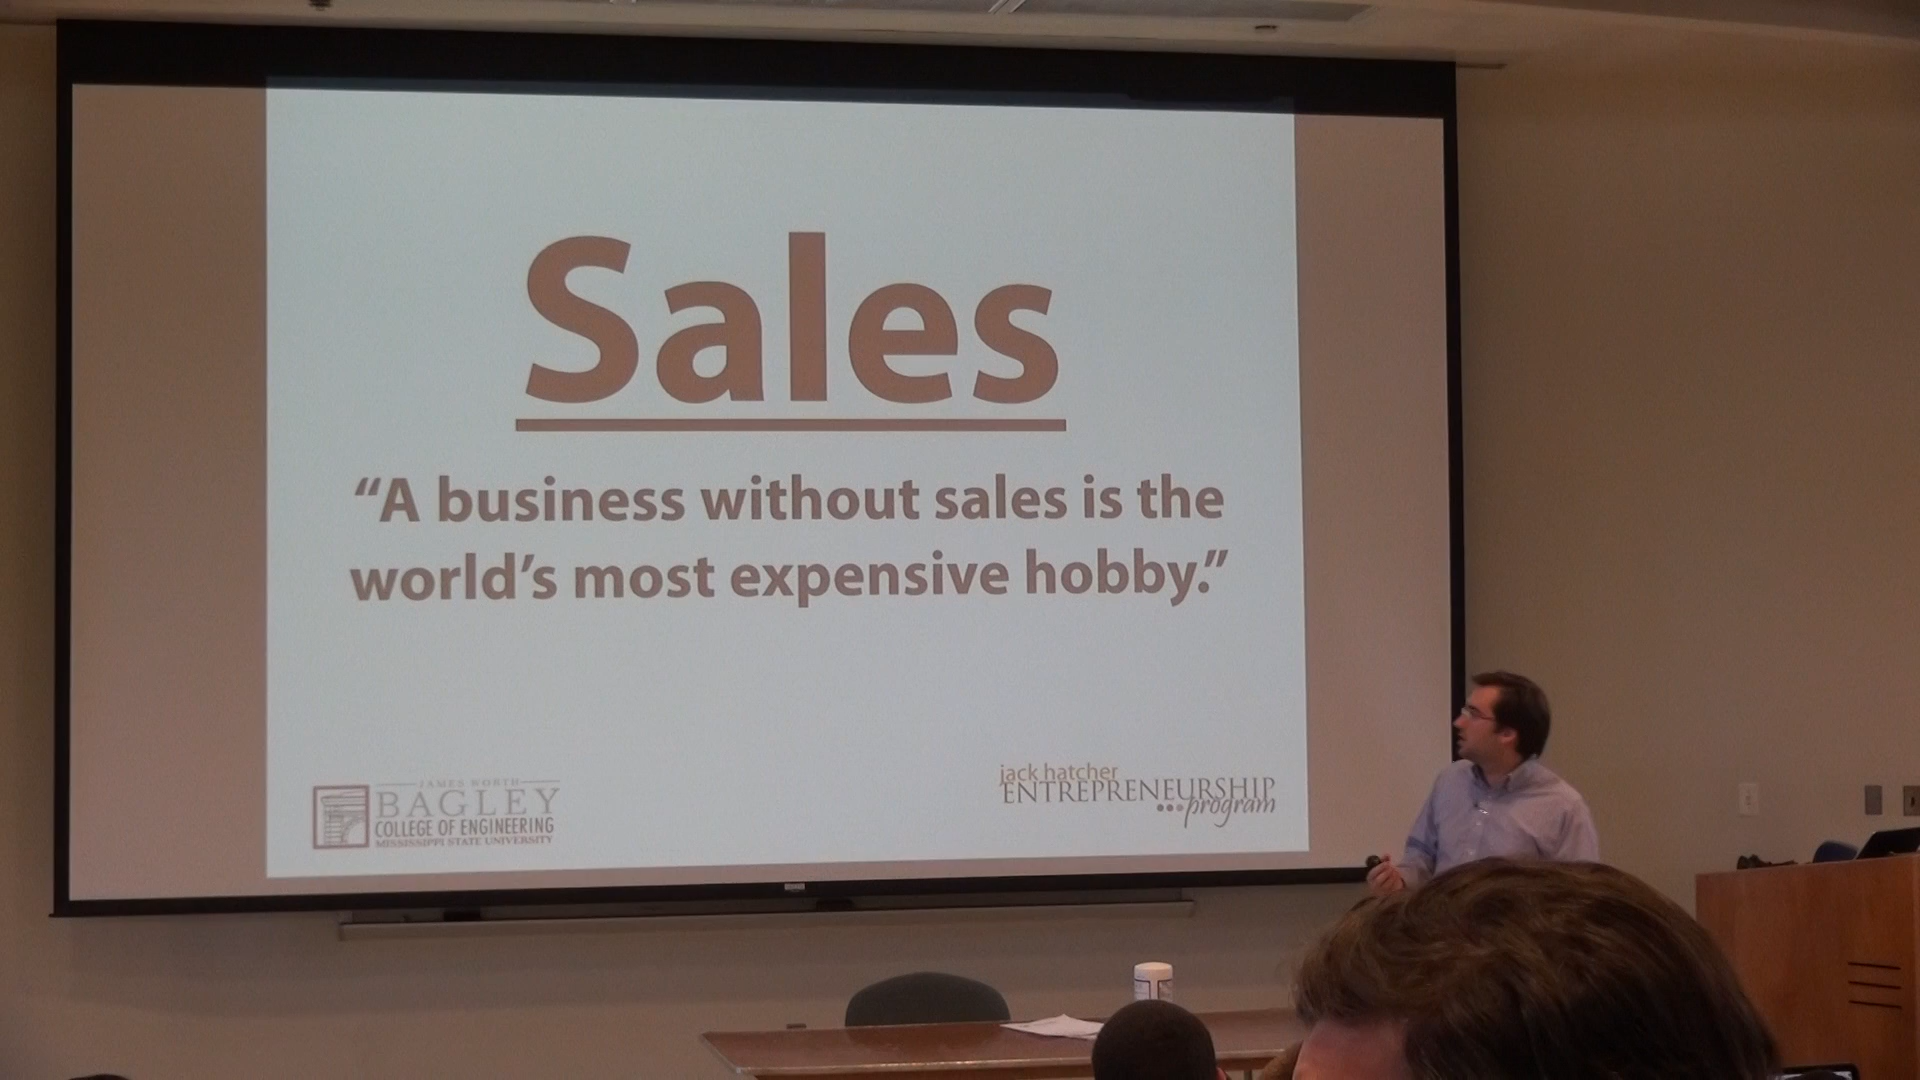 Sales
“A business without sales is the
world’s most expensive hobby.”
JAMES WORTH
BAGLEY
COLLEGE OF ENGINEERING
MISSISSIPPI STATE UNIVERSITY
jack hatcher
ENTREPRENEURSHIP
...program